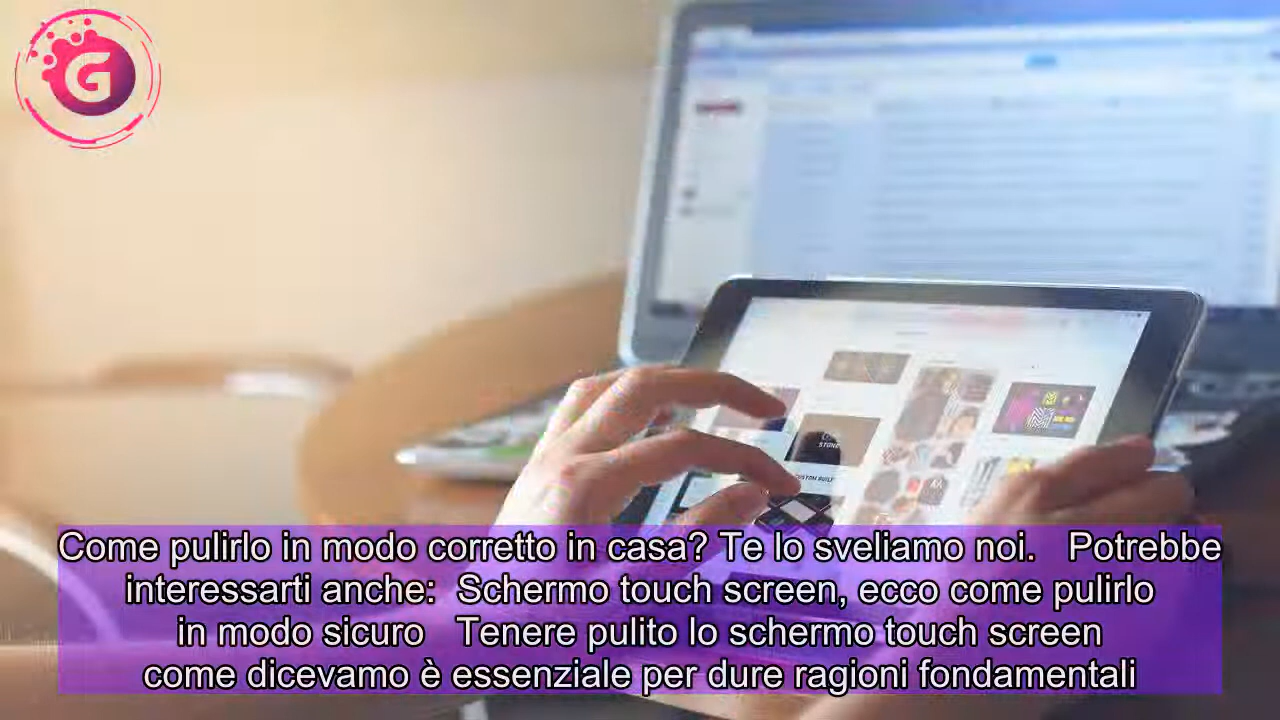 G
Come pulirlo in modo corretto in casa? Te lo sveliamo noi. Potrebbe
interessarti anche: Schermo touch screen, ecco come pulirlo
in modo sicuro Tenere pulito lo schermo touch screen
come dicevamo è essenziale per dure ragioni fondamentali